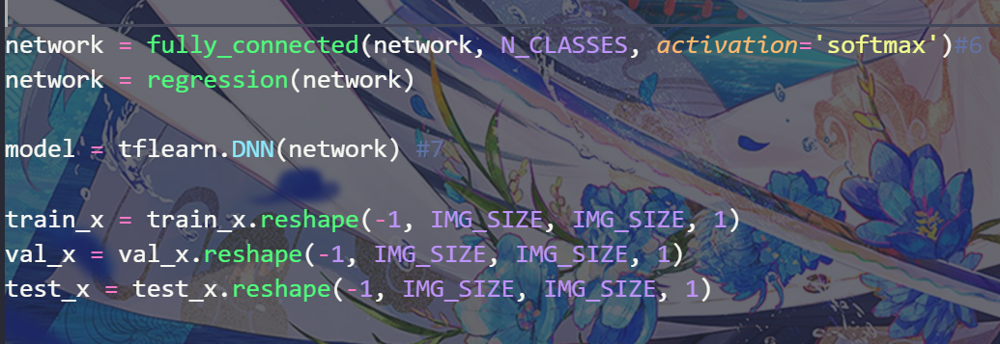 network = fully_connected(network, N_CLASSES, activation='softmax')#6
network = regression(network)
model = tflearn.DNN(network) #7
train_x = train_x.reshape(-1, IMG_SIZE, IMG_SIZE, 1)
val_x = val_x.reshape(-1, IMG_SIZE, IMG_SIZE, 1)
test_x = test_x.reshape(-1, IMG_SIZE, IMG_SIZE, 1)